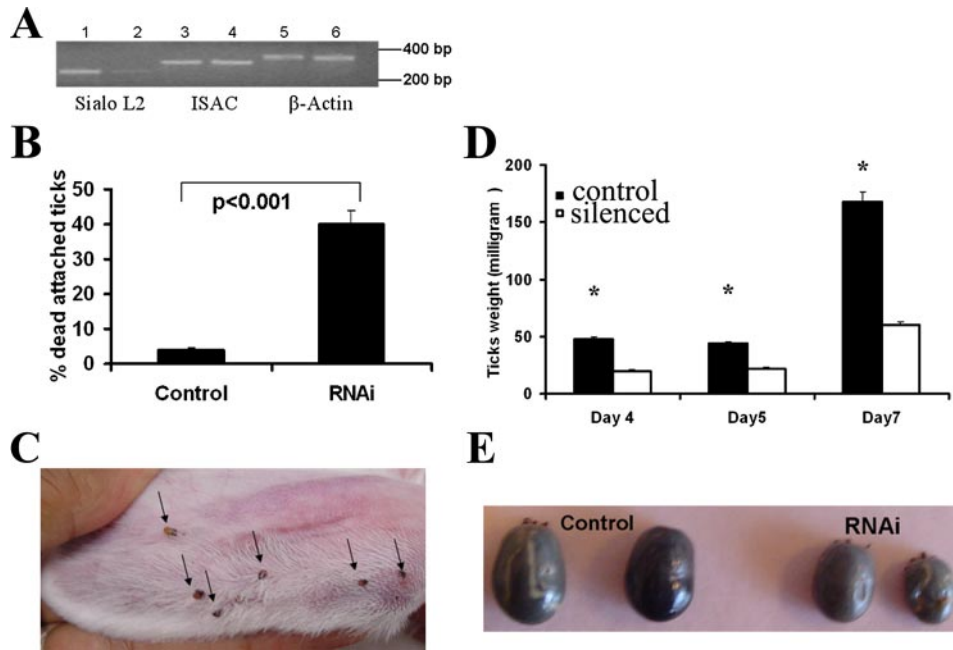 A
1 2 3 4 5 6
400 bp
200 bp
Sialo L2 ISAC β-Actin
B
% dead attached ticks
50
40
30
20
10
0
p<0.001
Control RNAi
C
D
Ticks weight (milligram )
200
150
100
50
0
* * *
control
silenced
Day 4 Day5 Day7
E
Control RNAi